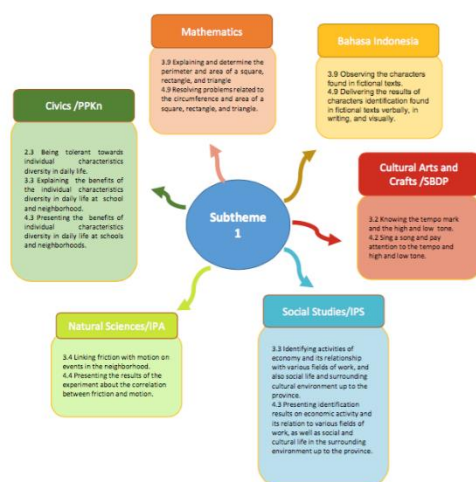 Mathematics
3.9 Explaining and determine the
perimeter and area of a square,
rectangle, and triangle
4.9 Resolving problems related to
the circumference and area of a
square, rectangle, and triangle.
Bahasa Indonesia
3.9 Observing the characters
found in fictional texts.
4.9 Delivering the results of
characters identification found
in fictional texts verbally, in
writing, and visually.
Civics /PPKn
2.3 Being tolerant towards
individual characteristics
diversity in daily life.
3.3 Explaining the benefits of
the individual characteristics
diversity in daily life at school
and neighborhood.
4.3 Presenting the benefits of
individual characteristics
diversity in daily life at schools
and neighborhoods.
Subtheme
1
Cultural Arts and
Crafts /SBDP
3.2 Knowing the tempo mark
and the high and low tone.
4.2 Sing a song and pay
attention to the tempo and
high and low tone.
Natural Sciences/IPA
3.4 Linking friction with motion on
events in the neighborhood.
4.4 Presenting the results of the
experiment about the correlation
between friction and motion.
Social Studies/IPS
3.3 Identifying activities of
economy and its relationship
with various fields of work, and
also social life and surrounding
cultural environment up to the
province.
4.3 Presenting identification
results on economic activity and
its relation to various fields of
work, as well as social and
cultural life in the surrounding
environment up to the province.